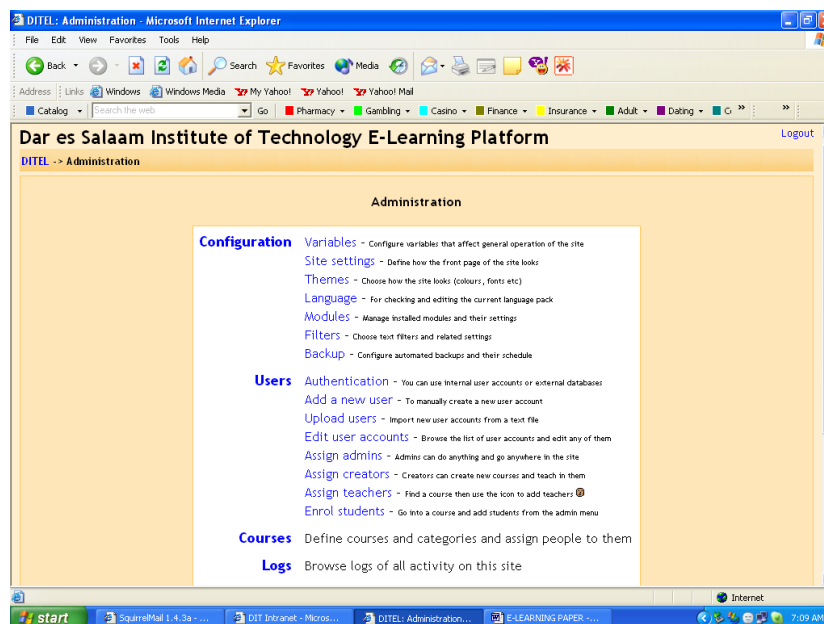 DITEL: Administration - Microsoft Internet Explorer
File Edit View Favorites Tools Help
Back Search Favorites Media
Address Links Windows Windows Media My Yahoo! Yahoo! Yahoo! Mail
Catalog Search the web Go Pharmacy Gambling Casino Finance Insurance Adult Dating » »
Dar es Salaam Institute of Technology E-Learning Platform Logout
DITEL -> Administration
Administration
Configuration Variables - Configure variables that affect general operation of the site
Site settings - Define how the front page of the site looks
Themes - Choose how the site looks (colours, fonts etc)
Language - For checking and editing the current language pack
Modules - Manage installed modules and their settings
Filters - Choose text filters and related settings
Backup - Configure automated backups and their schedule
Users Authentication - You can use internal user accounts or external databases
Add a new user - To manually create a new user account
Upload users - Import new user accounts from a text file
Edit user accounts - Browse the list of user accounts and edit any of them
Assign admins - Admins can do anything and go anywhere in the site
Assign creators - Creators can create new courses and teach in them
Assign teachers - Find a course then use the icon to add teachers
Enrol students - Go into a course and add students from the admin menu
Courses Define courses and categories and assign people to them
Logs Browse logs of all activity on this site
Internet
start SquirrelMail 1.4.3a - ... DIT Intranet - Micros... DITEL: Administration... E-LEARNING PAPER -... 7:09 AM